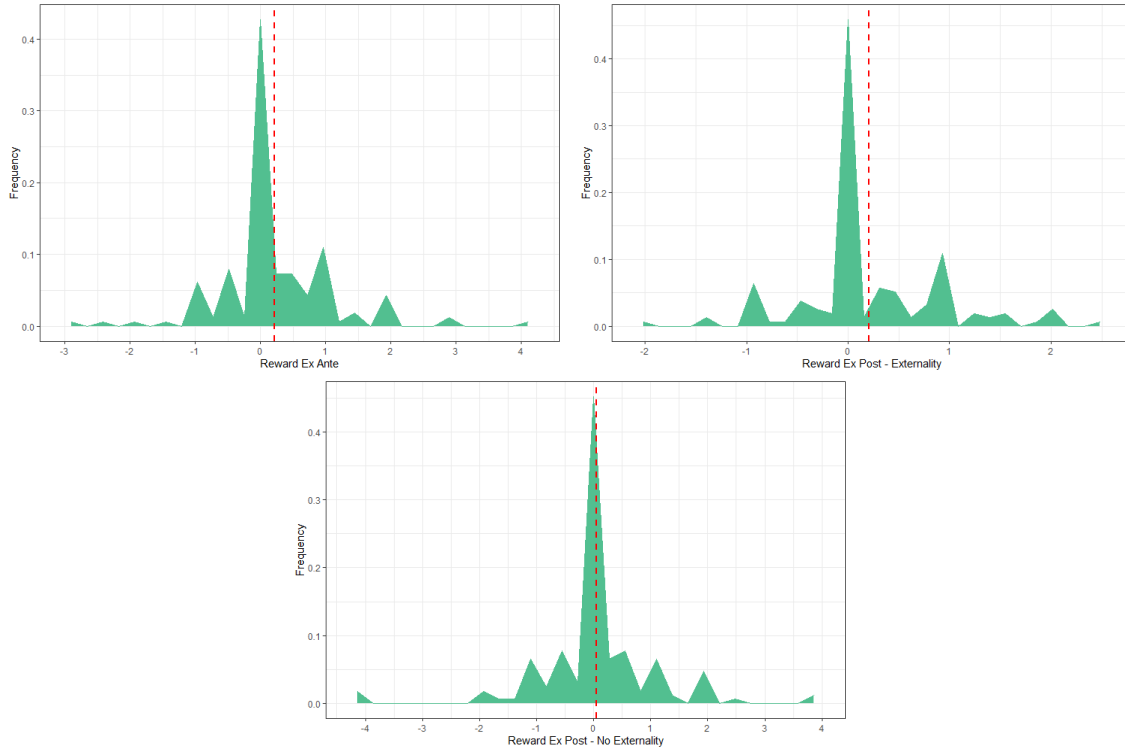 Frequency
0.4
0.3
0.2
0.1
0.0
-3 -2 -1 0 1 2 3 4
Reward Ex Ante
Frequency
0.4
0.3
0.2
0.1
0.0
-2 -1 0 1 2
Reward Ex Post - Externality
Frequency
0.4
0.3
0.2
0.1
0.0
-4 -3 -2 -1 0 1 2 3 4
Reward Ex Post - No Externality